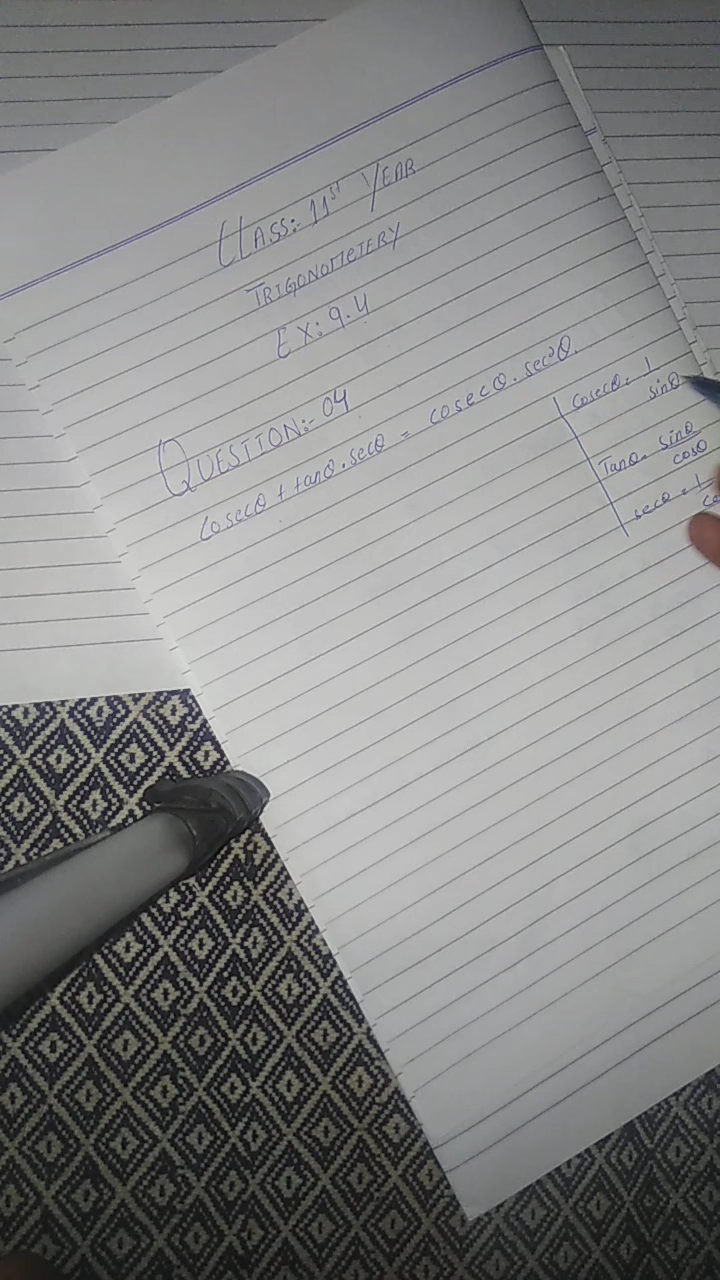 CLASS:- 11st YEAR
TRIGONOMETERY
EX: 9.4
QUESTION:- 04
cosecθ + tanθ.secθ = cosecθ.sec²θ.
cosecθ = 1/sinθ
Tanθ = sinθ/cosθ
secθ = 1/co